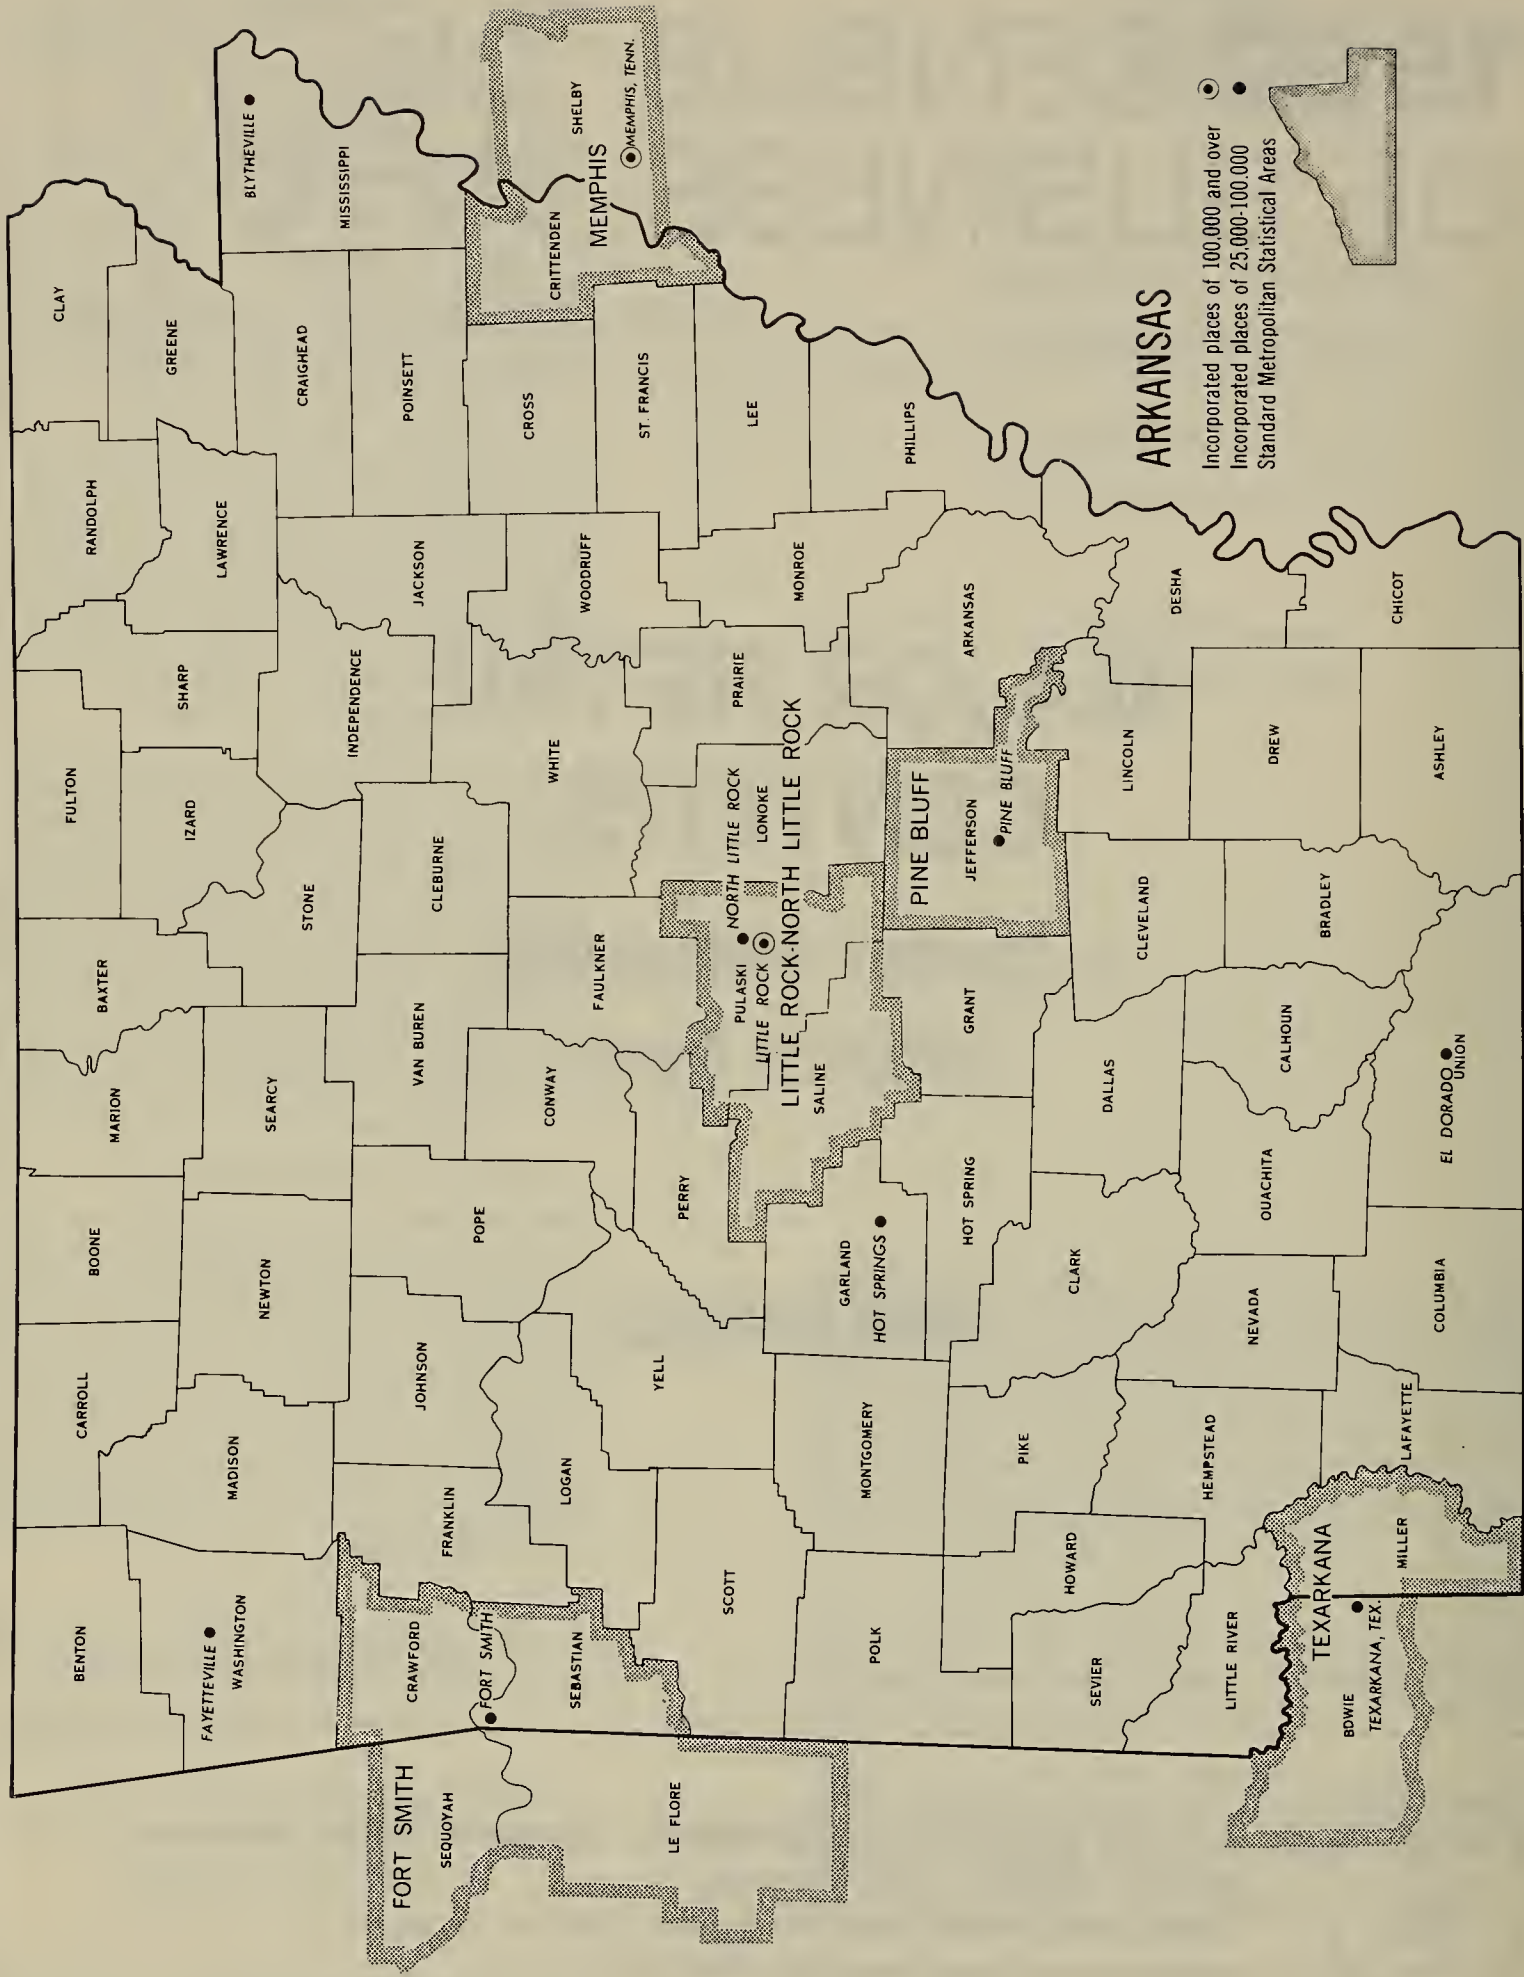 BENTON
CARROLL
BOONE
MARION
BAXTER
FULTON
RANDOLPH
CLAY
FAYETTEVILLE
WASHINGTON
MADISON
NEWTON
SEARCY
STONE
IZARD
SHARP
LAWRENCE
GREENE
BLYTHEVILLE
MISSISSIPPI
FORT SMITH
SEQUOYAH
CRAWFORD
FORT SMITH
FRANKLIN
JOHNSON
POPE
VAN BUREN
CLEBURNE
INDEPENDENCE
JACKSON
CRAIGHEAD
POINSETT
SEBASTIAN
LOGAN
CONWAY
FAULKNER
WHITE
WOODRUFF
CROSS
CRITTENDEN
SHELBY
MEMPHIS
MEMPHIS, TENN.
LE FLORE
SCOTT
YELL
PERRY
PULASKI
NORTH LITTLE ROCK
LITTLE ROCK
LONOKE
LITTLE ROCK-NORTH LITTLE ROCK
PRAIRIE
ST. FRANCIS
LEE
MONROE
PHILLIPS
POLK
MONTGOMERY
GARLAND
HOT SPRINGS
SALINE
HOT SPRING
GRANT
PINE BLUFF
JEFFERSON
PINE BLUFF
ARKANSAS
SEVIER
HOWARD
PIKE
CLARK
DALLAS
CLEVELAND
LINCOLN
DESHA
LITTLE RIVER
HEMPSTEAD
NEVADA
OUACHITA
CALHOUN
BRADLEY
DREW
CHICOT
TEXARKANA
BOWIE
TEXARKANA, TEX.
MILLER
LAFAYETTE
COLUMBIA
EL DORADO
UNION
ASHLEY
ARKANSAS
Incorporated places of 100,000 and over
Incorporated places of 25,000-100,000
Standard Metropolitan Statistical Areas